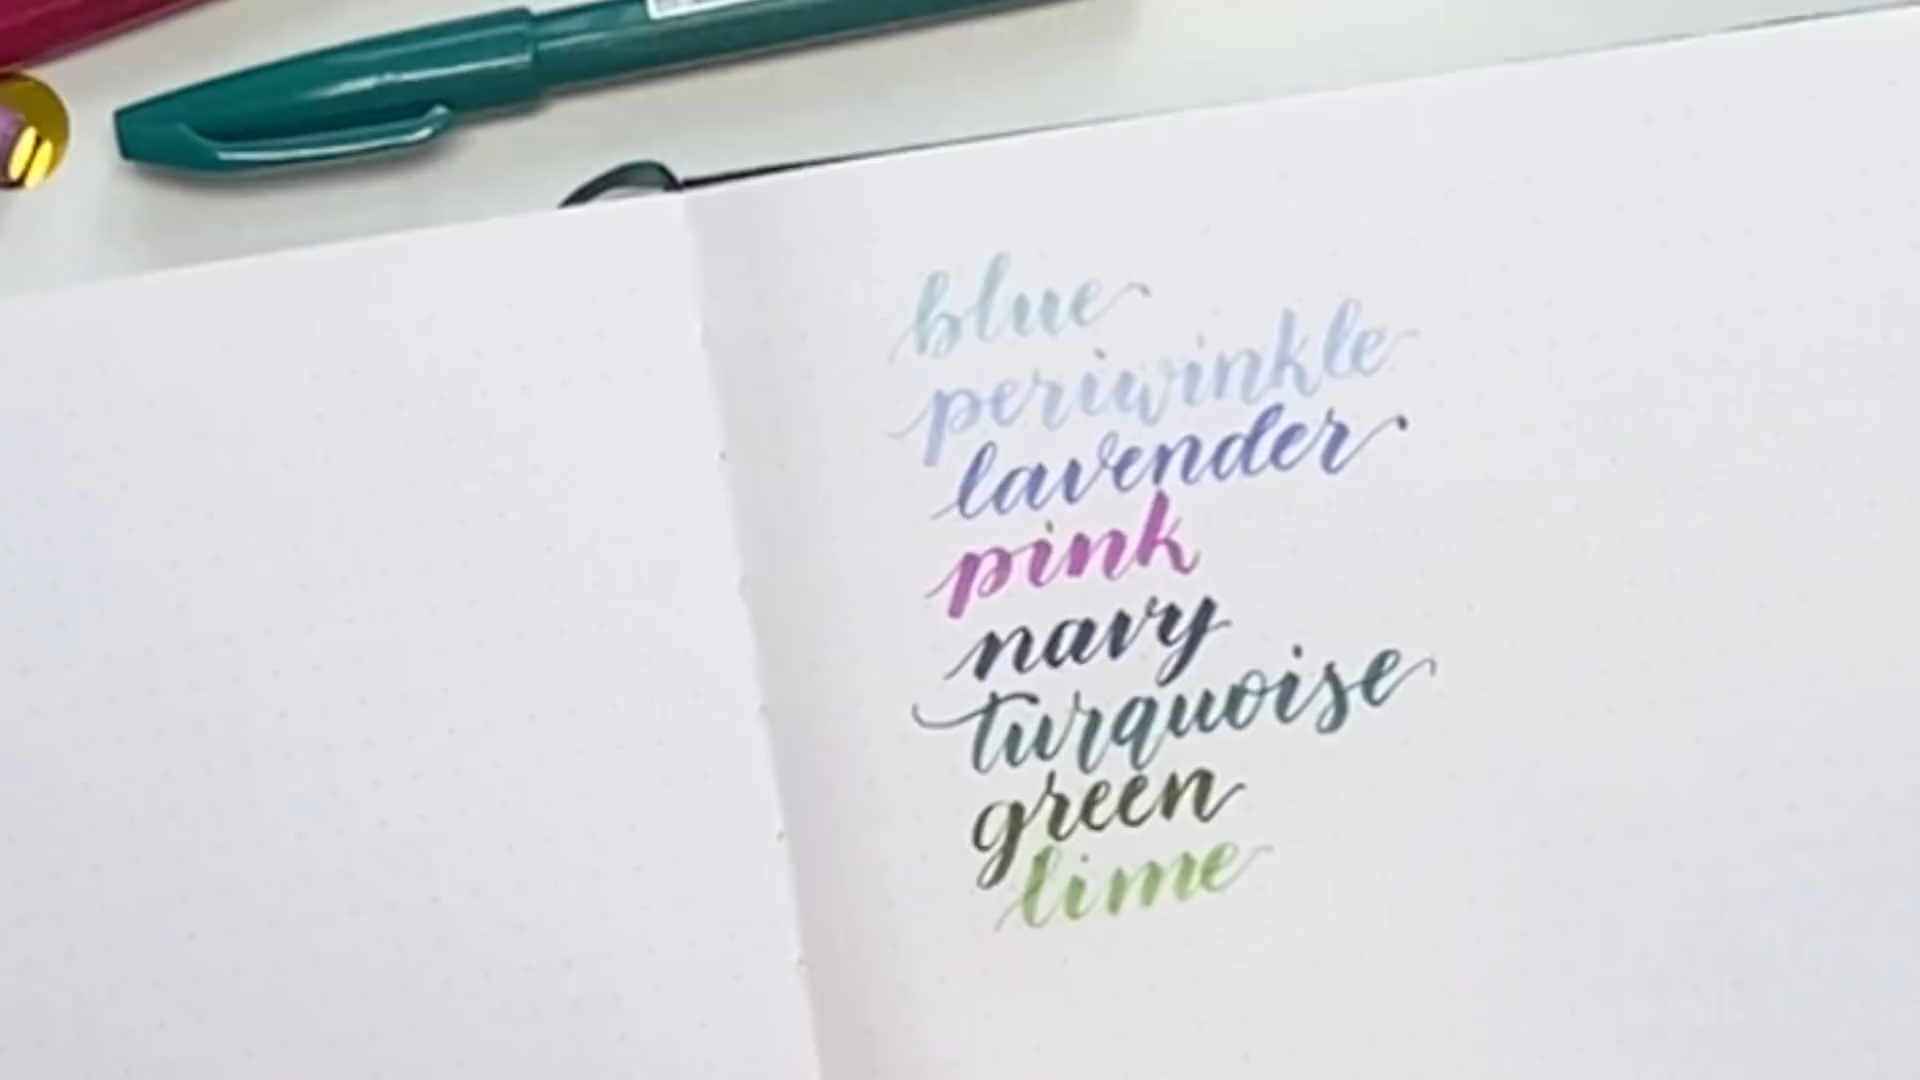 blue
periwinkle
lavender
pink
navy
turquoise
green
lime